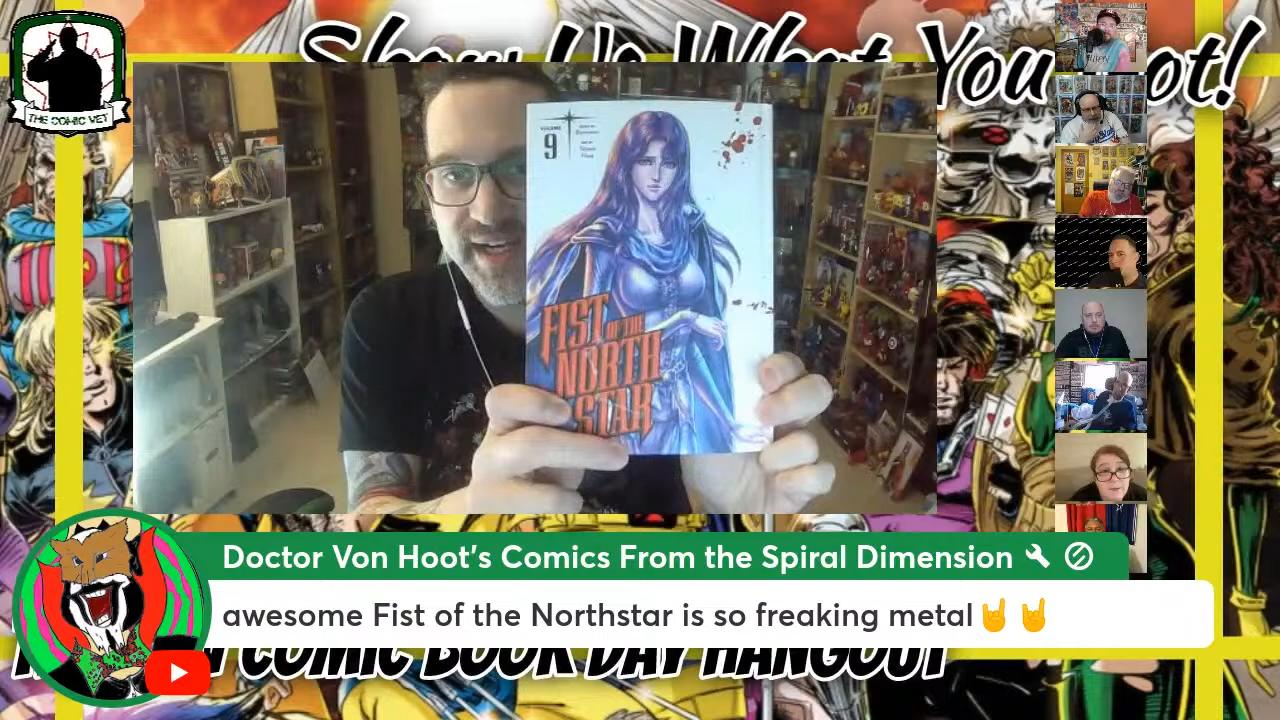 Show Us What You Got!
THE COMIC VET
VOLUME
9
FIST OF THE
NORTH
STAR
Doctor Von Hoot's Comics From the Spiral Dimension
awesome Fist of the Northstar is so freaking metal🤘🤘
COMIC BOOK DAY HANGOUT